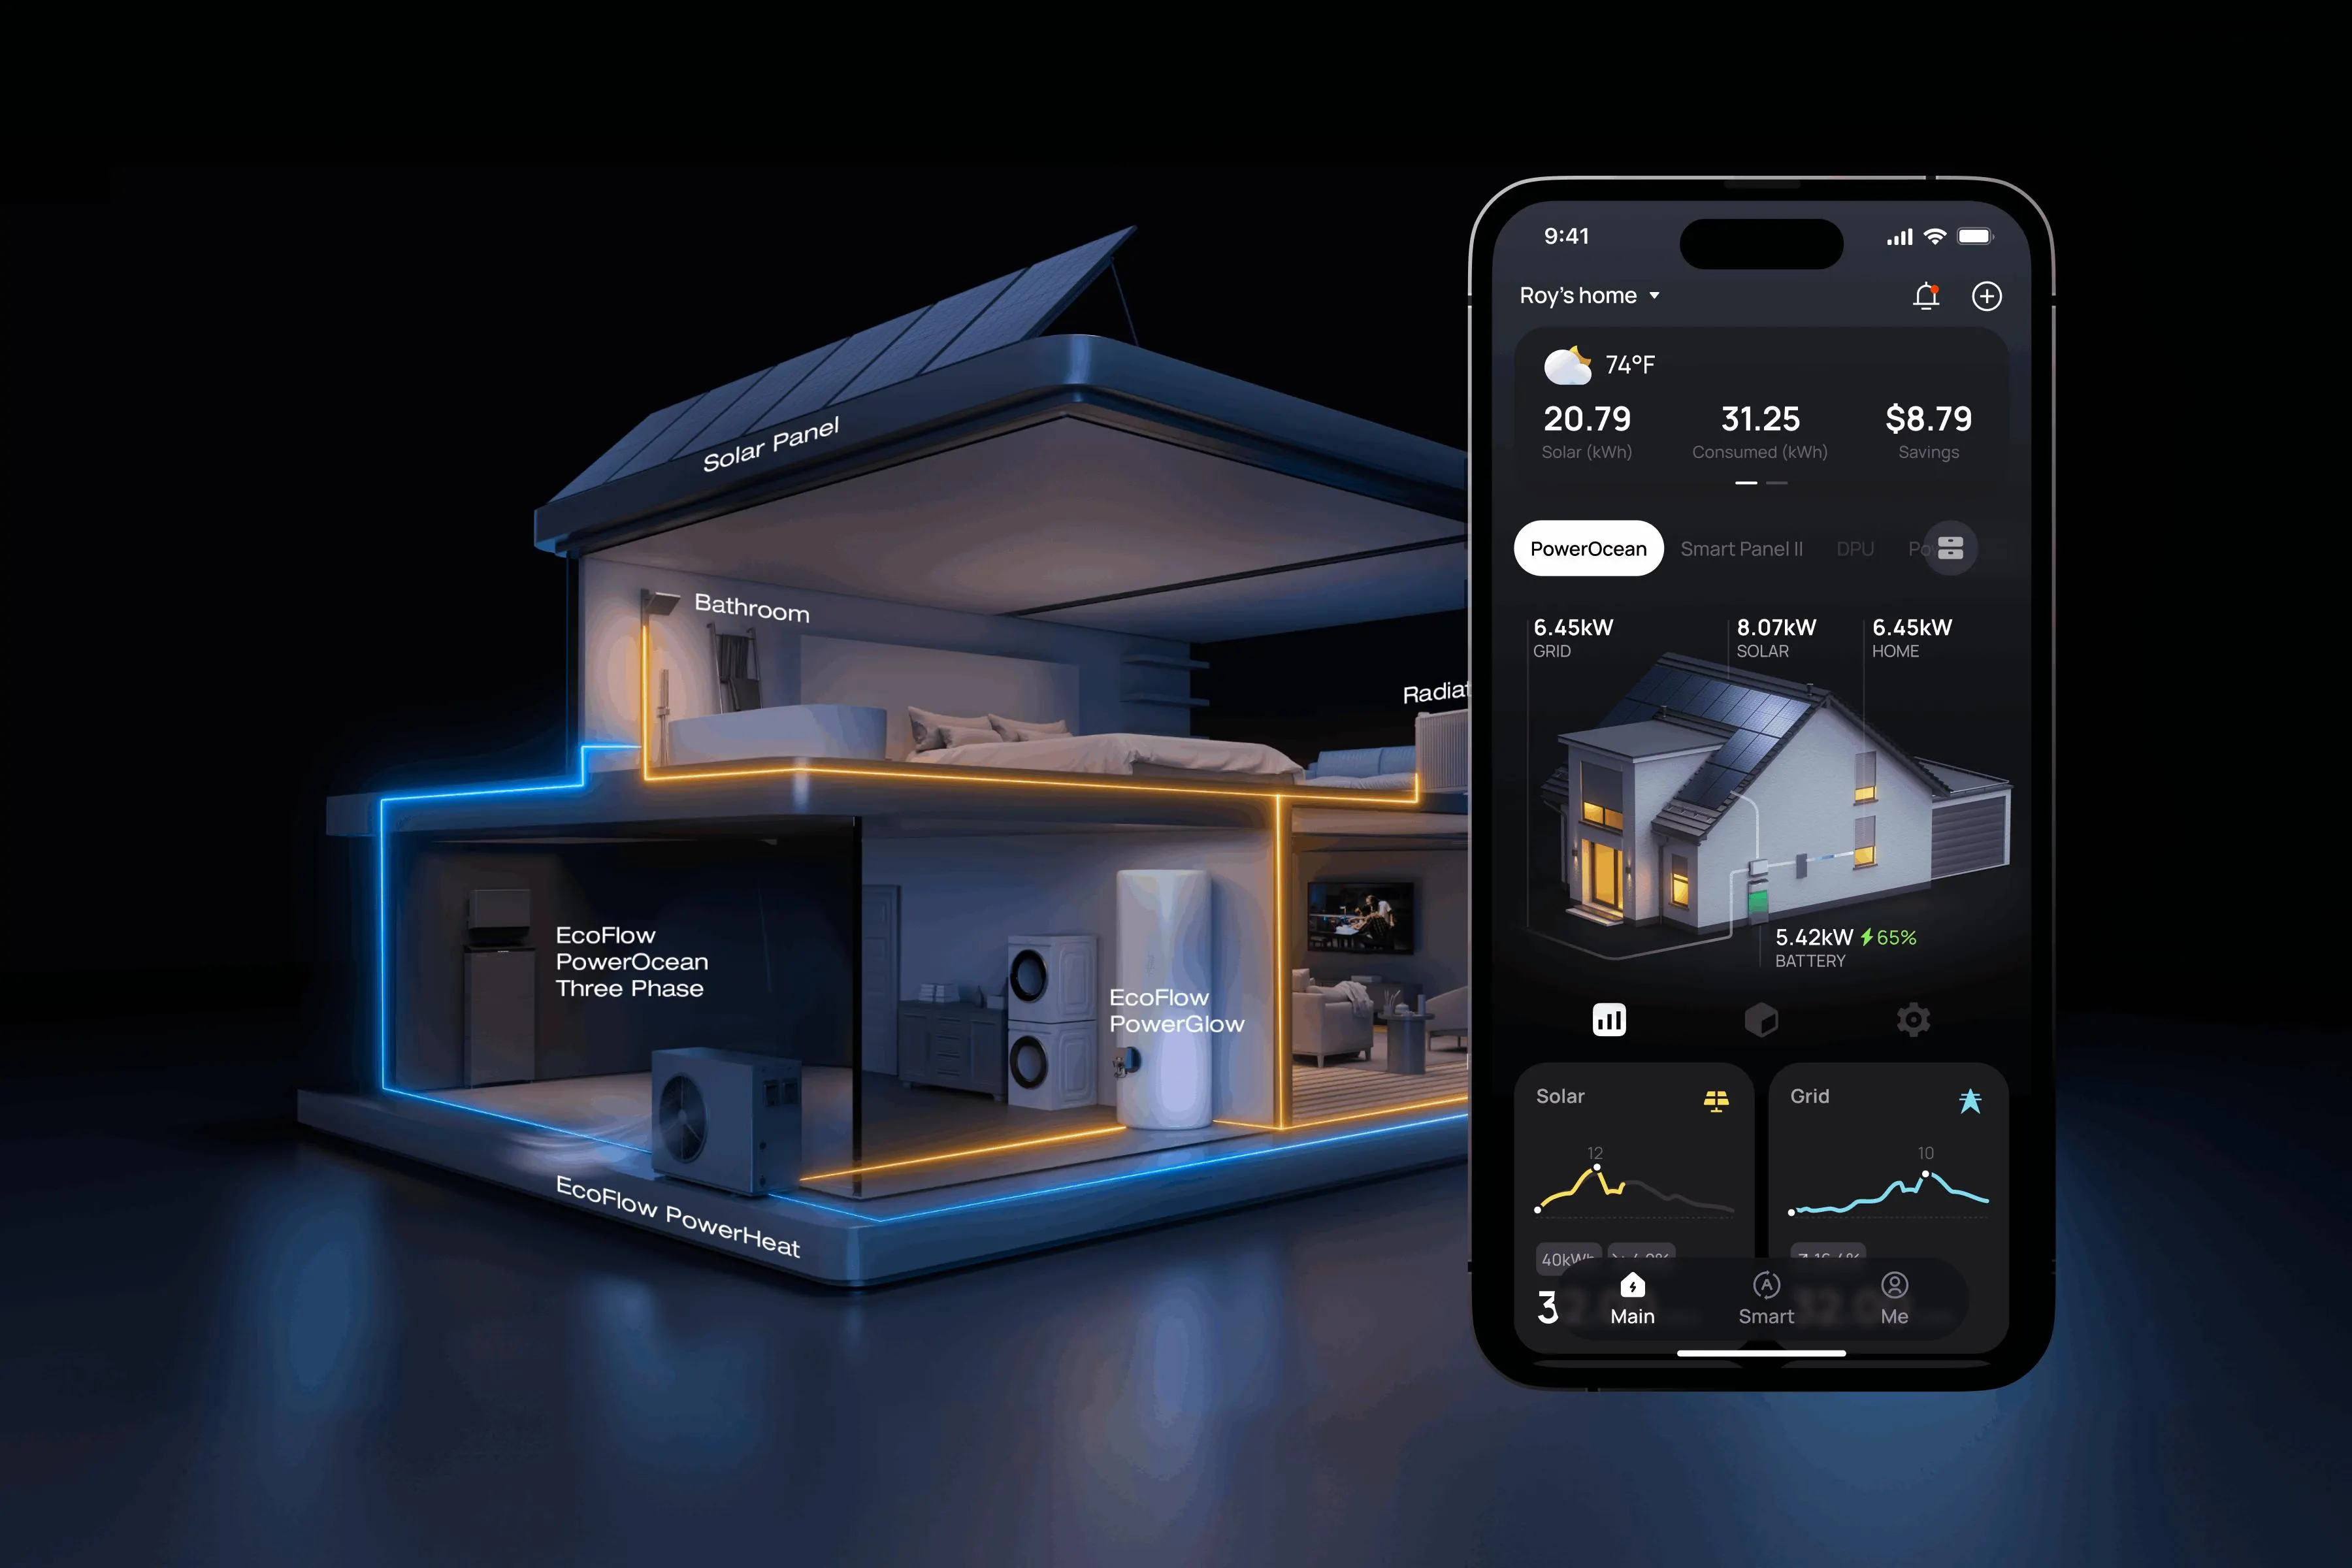 Solar Panel
Bathroom
Radiat
EcoFlow
PowerOcean
Three Phase
EcoFlow
PowerGlow
EcoFlow PowerHeat
9:41
Roy's home
74°F
20.79
31.25
$8.79
Solar (kWh)
Consumed (kWh)
Savings
PowerOcean
Smart Panel II
DPU
Po
6.45kW
8.07kW
6.45kW
GRID
SOLAR
HOME
5.42kW
65%
BATTERY
Solar
Grid
12
10
40kWh
3
Main
Smart
A
Me